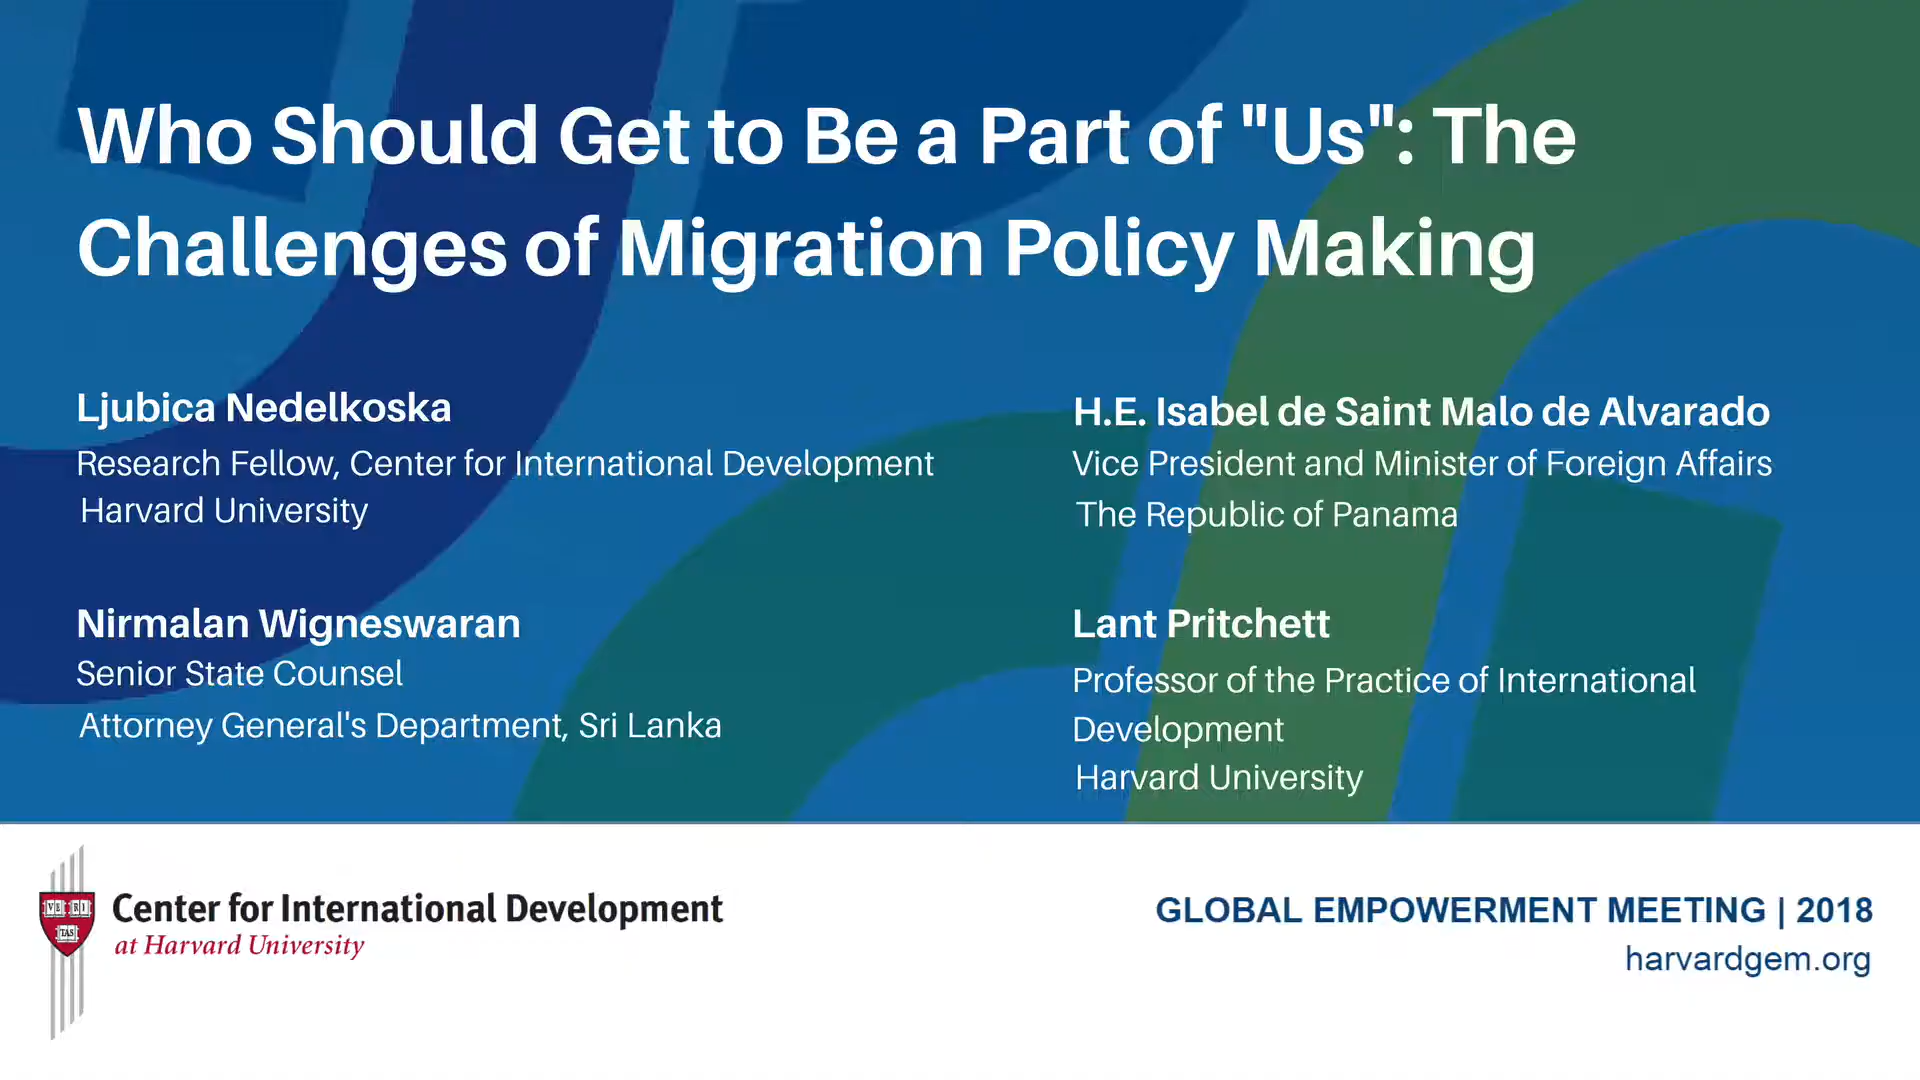 Who Should Get to Be a Part of "Us": The
Challenges of Migration Policy Making
Ljubica Nedelkoska
Research Fellow, Center for International Development
Harvard University
H.E. Isabel de Saint Malo de Alvarado
Vice President and Minister of Foreign Affairs
The Republic of Panama
Nirmalan Wigneswaran
Senior State Counsel
Attorney General's Department, Sri Lanka
Lant Pritchett
Professor of the Practice of International
Development
Harvard University
VE RI
TAS
Center for International Development
at Harvard University
GLOBAL EMPOWERMENT MEETING | 2018
harvardgem.org